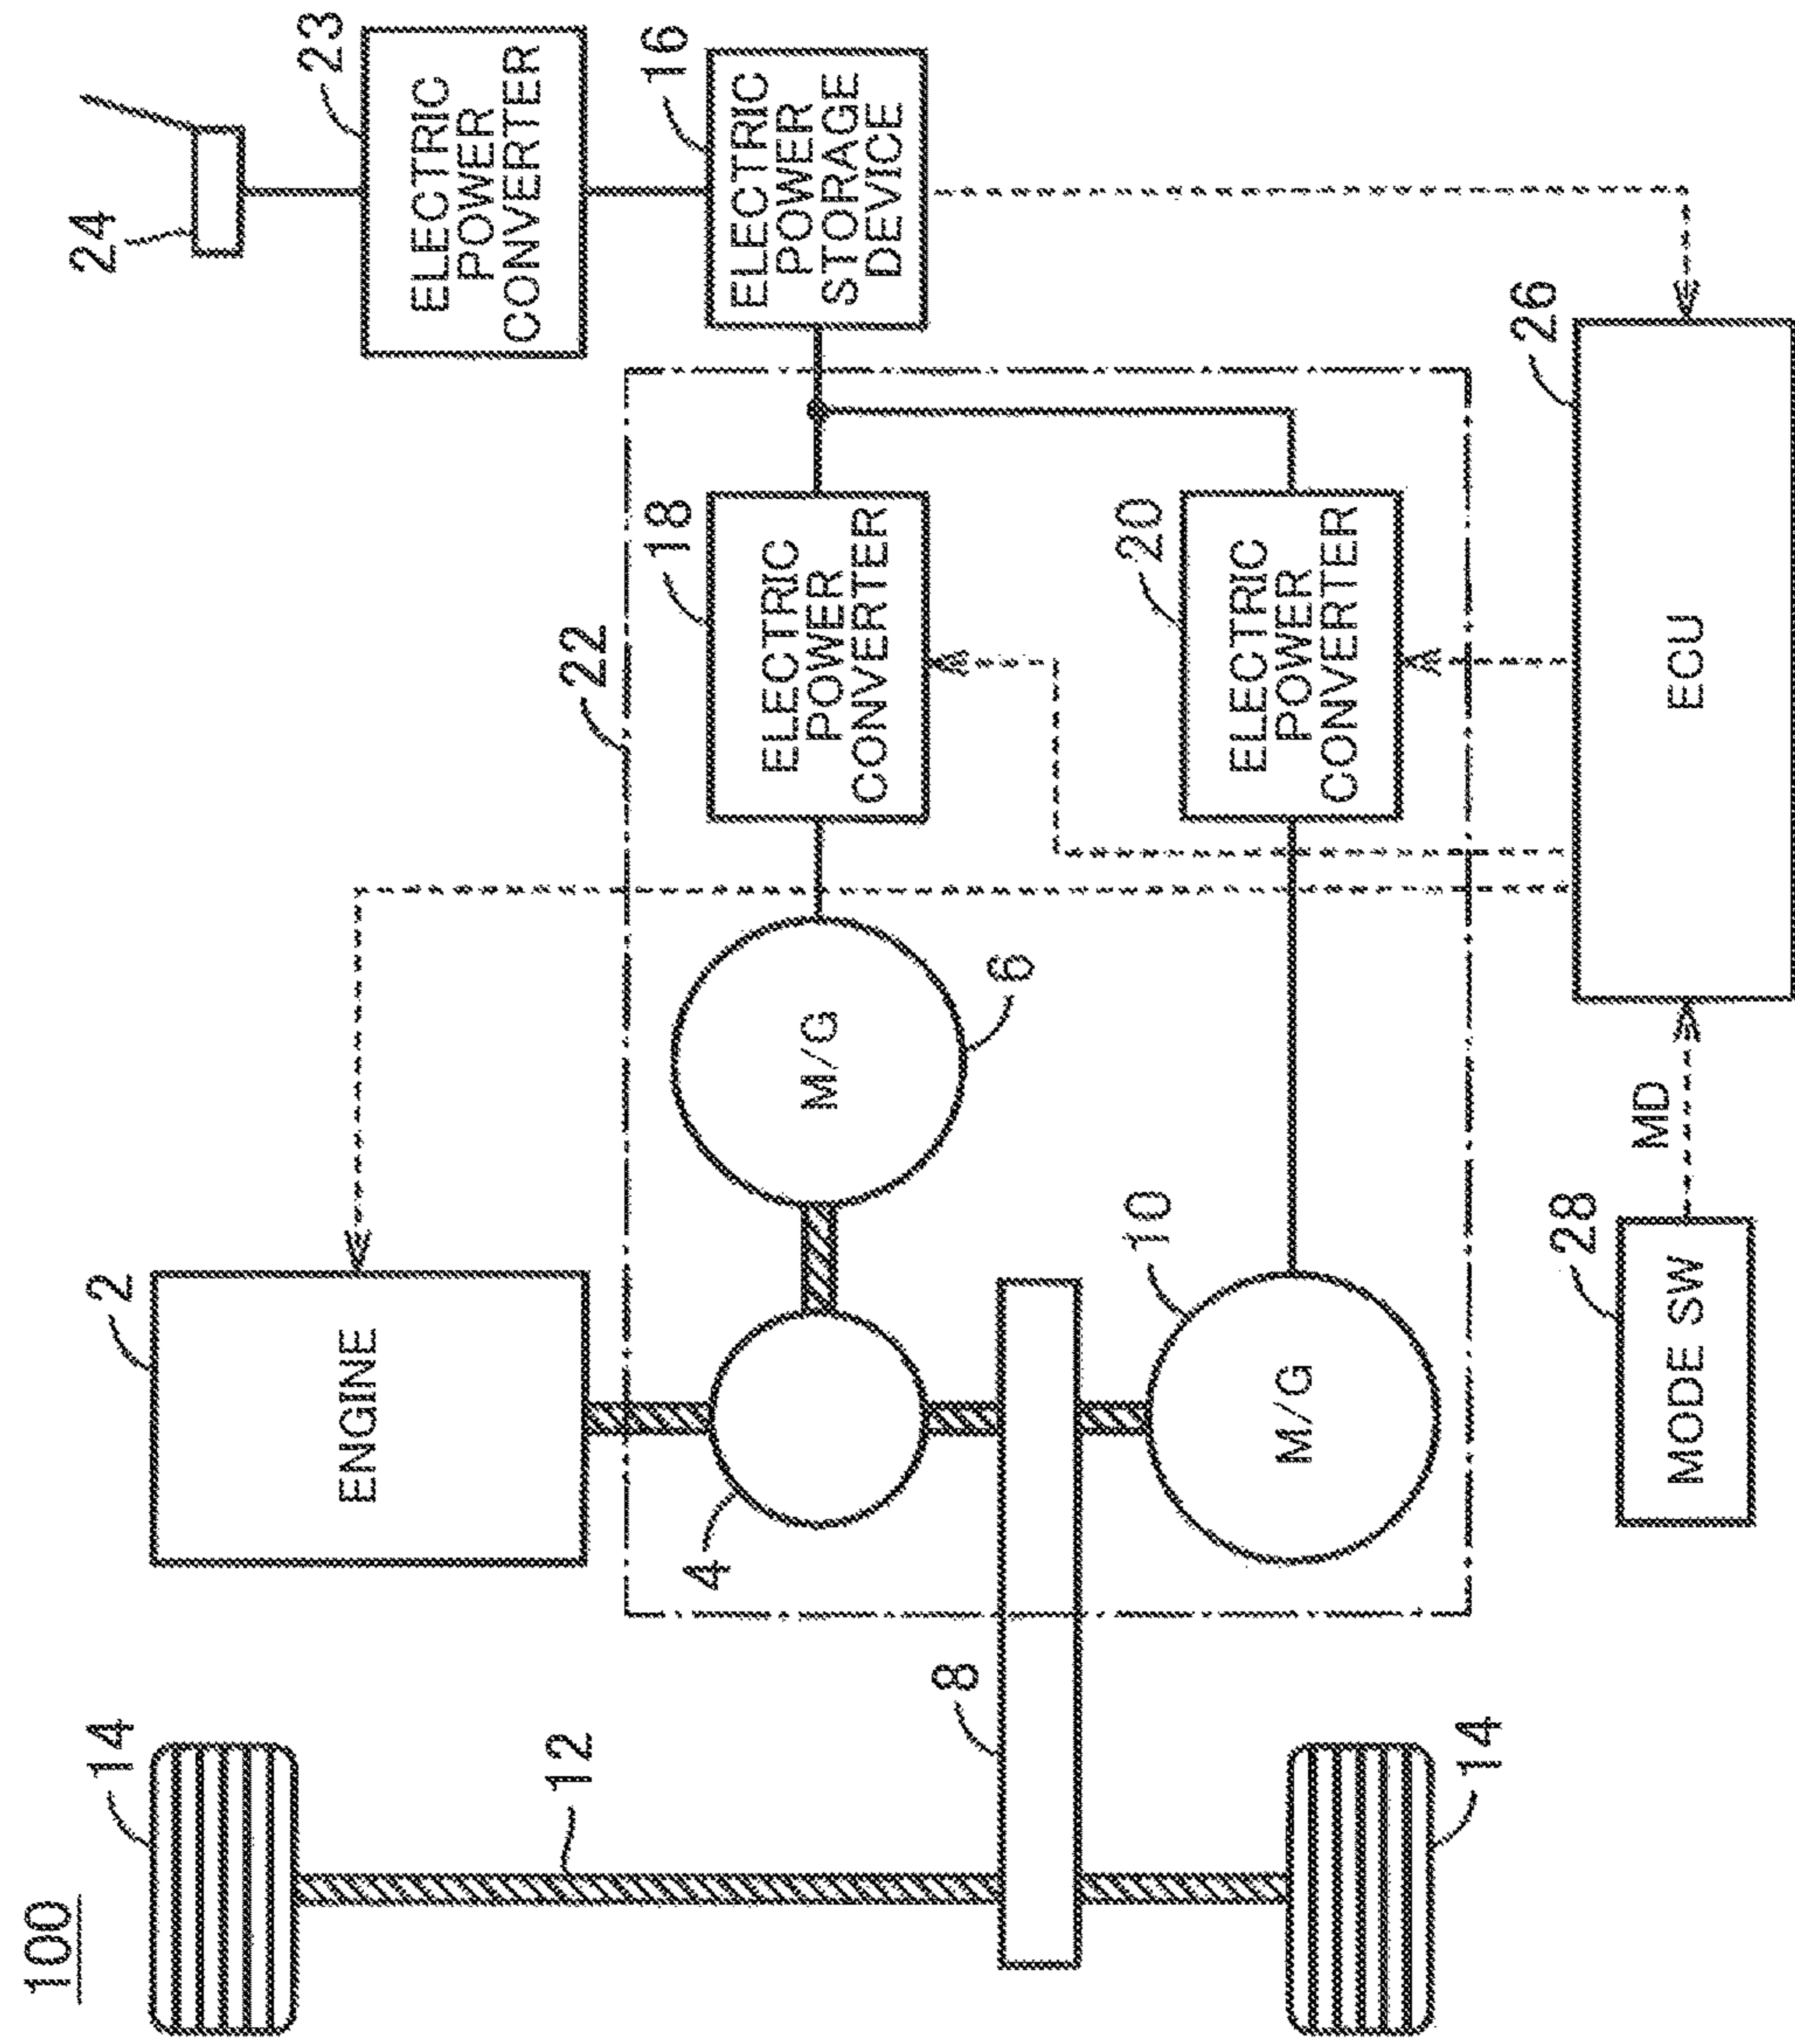 100
14
12
14
8
2
ENGINE
4
M/G
6
10
M/G
22
18
ELECTRIC
POWER
CONVERTER
20
ELECTRIC
POWER
CONVERTER
24
23
ELECTRIC
POWER
CONVERTER
16
ELECTRIC
POWER
STORAGE
DEVICE
26
ECU
MD
28
MODE SW